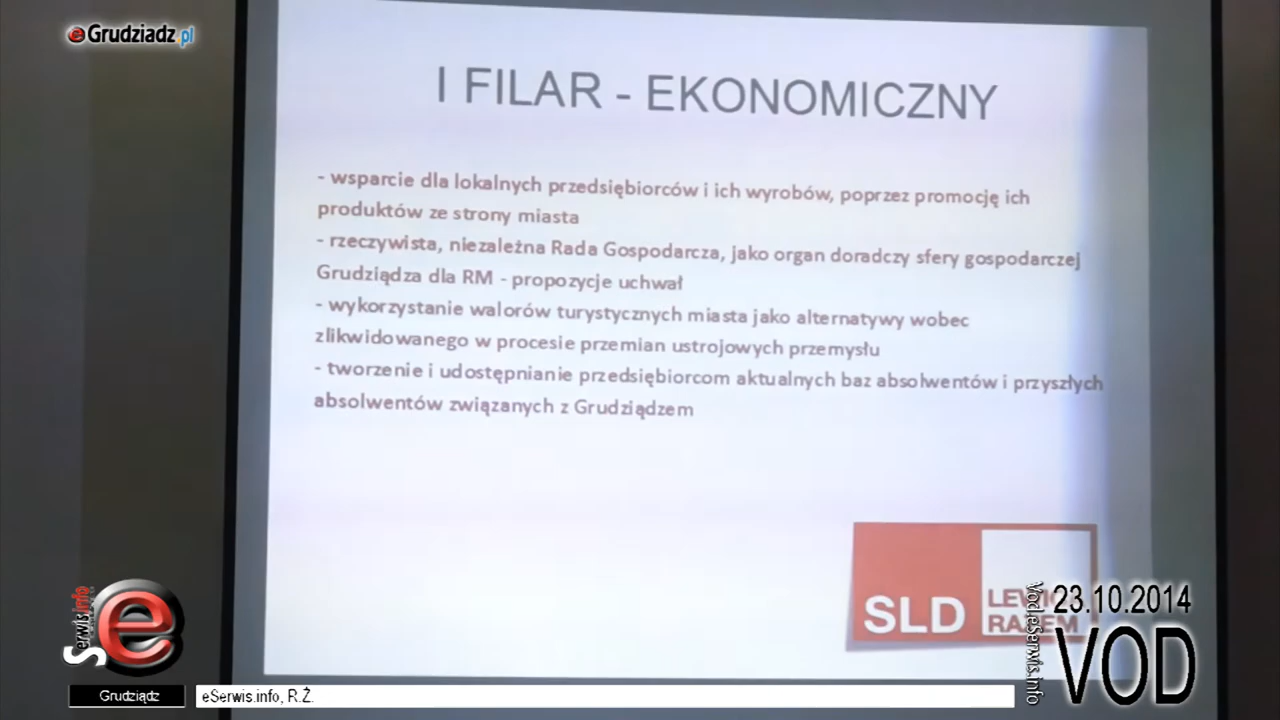 eGrudziadz.pl
I FILAR - EKONOMICZNY
- wsparcie dla lokalnych przedsiębiorców i ich wyrobów, poprzez promocję ich
produktów ze strony miasta
- rzeczywista, niezależna Rada Gospodarcza, jako organ doradczy sfery gospodarczej
Grudziądza dla RM - propozycje uchwał
- wykorzystanie walorów turystycznych miasta jako alternatywy wobec
zlikwidowanego w procesie przemian ustrojowych przemysłu
- tworzenie i udostępnianie przedsiębiorcom aktualnych baz absolwentów i przyszłych
absolwentów związanych z Grudziądzem
SLD
RAZEM
Serwis.info
e
Vod.eSerwis.info
23.10.2014
VOD
Grudziądz
eSerwis.info, R.Ż.